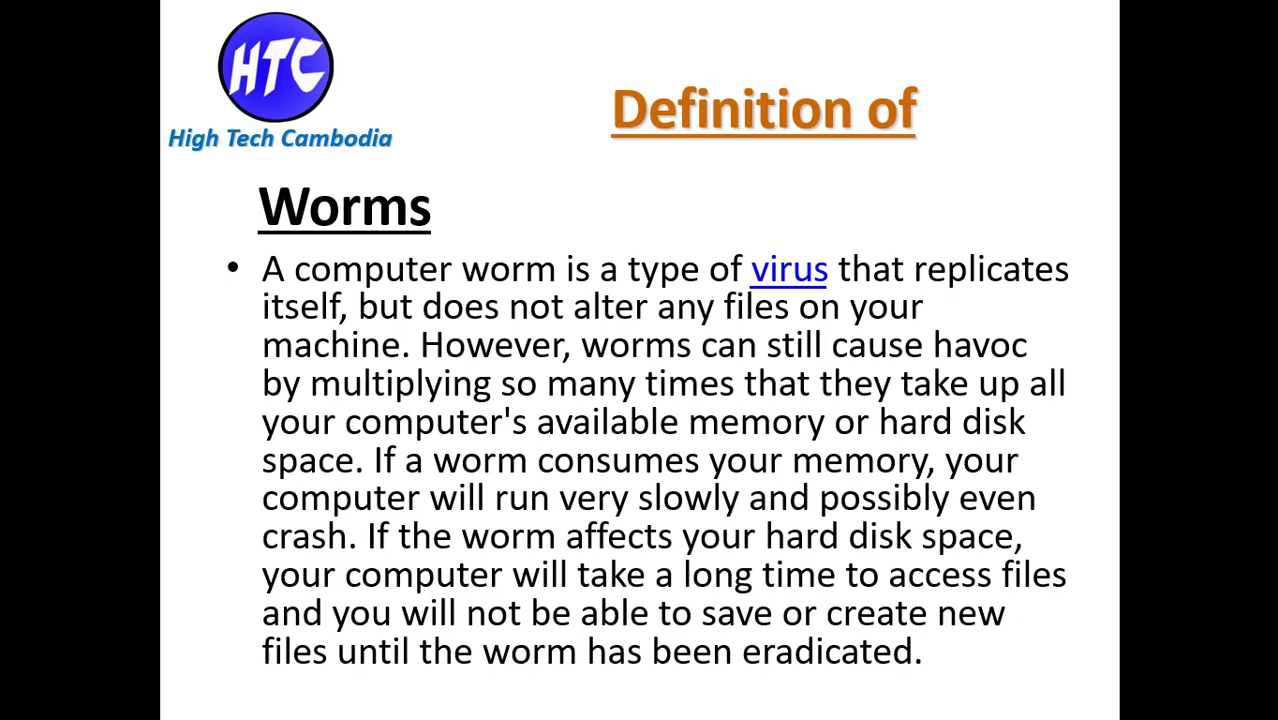 HTC
High Tech Cambodia
Definition of
Worms
• A computer worm is a type of virus that replicates
itself, but does not alter any files on your
machine. However, worms can still cause havoc
by multiplying so many times that they take up all
your computer's available memory or hard disk
space. If a worm consumes your memory, your
computer will run very slowly and possibly even
crash. If the worm affects your hard disk space,
your computer will take a long time to access files
and you will not be able to save or create new
files until the worm has been eradicated.